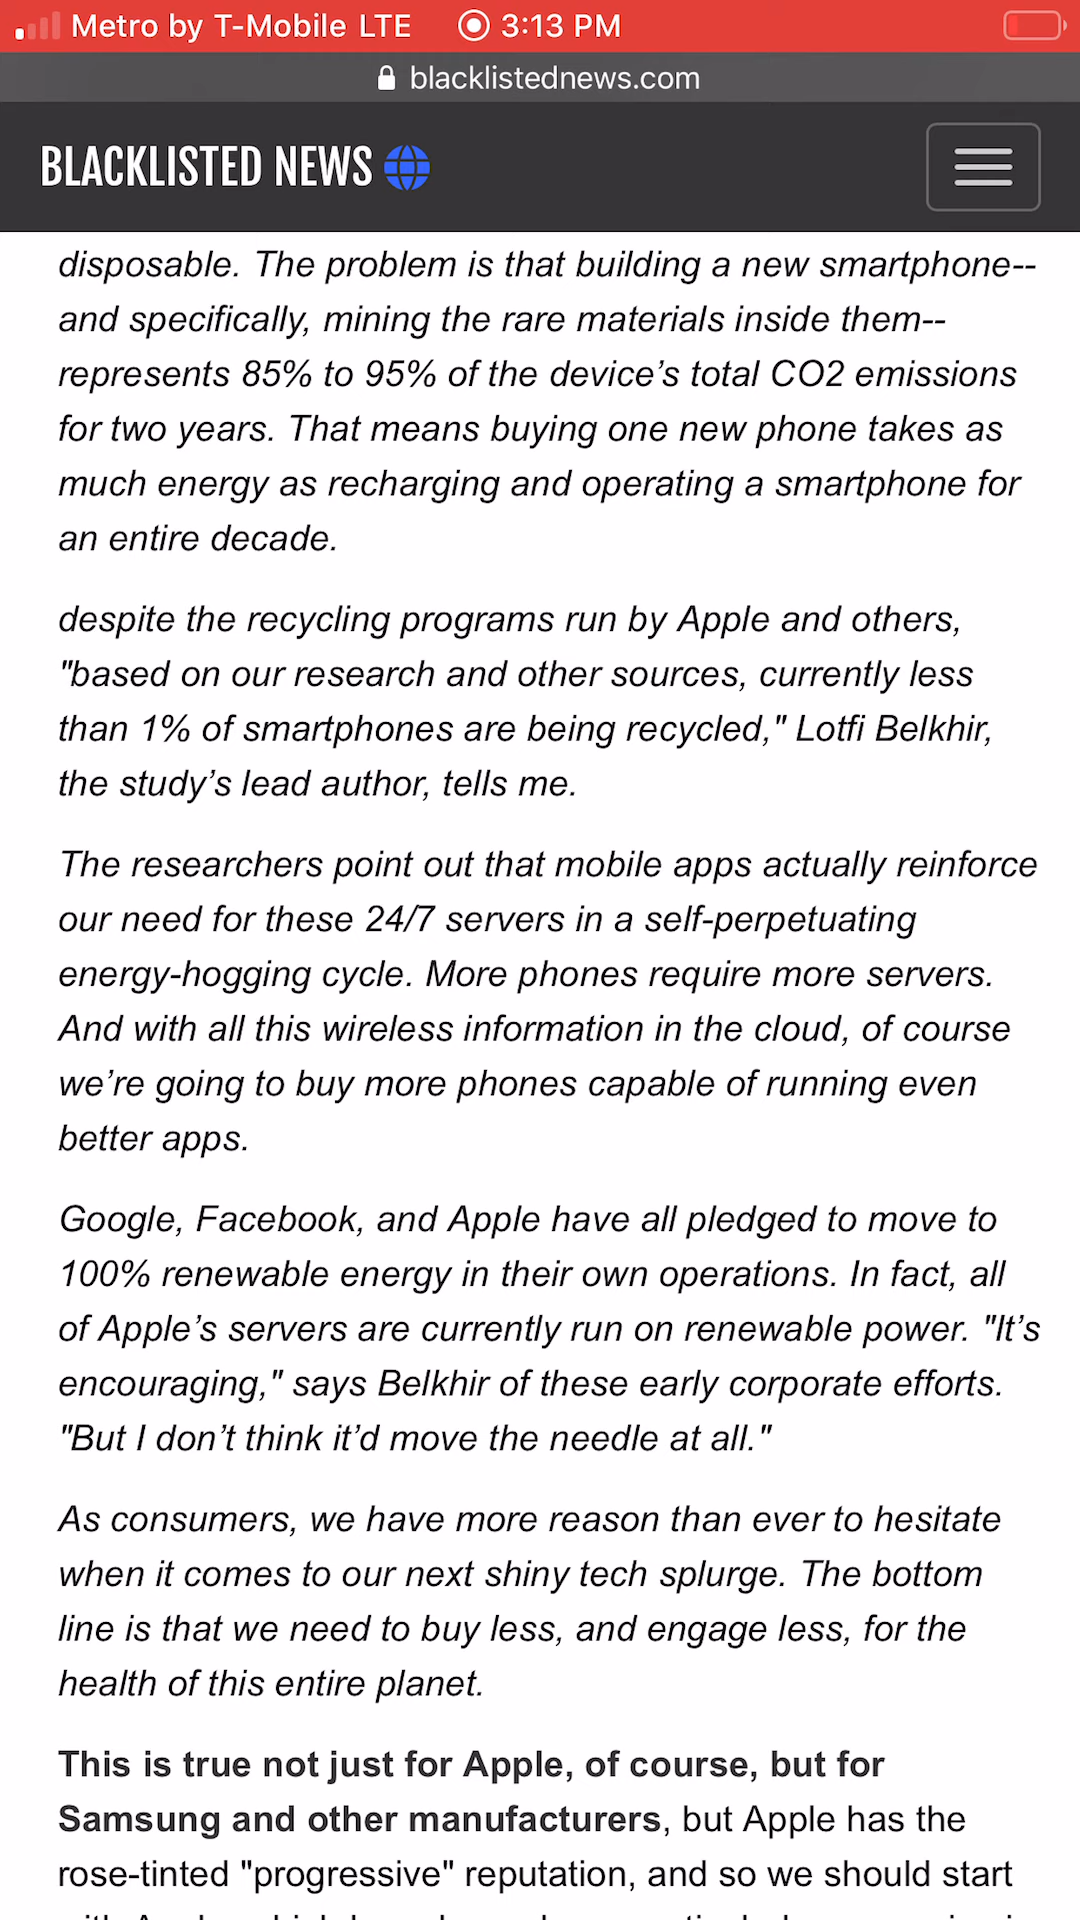 Metro by T-Mobile LTE 3:13 PM
blacklistednews.com
BLACKLISTED NEWS
disposable. The problem is that building a new smartphone--
and specifically, mining the rare materials inside them--
represents 85% to 95% of the device’s total CO2 emissions
for two years. That means buying one new phone takes as
much energy as recharging and operating a smartphone for
an entire decade.
despite the recycling programs run by Apple and others,
"based on our research and other sources, currently less
than 1% of smartphones are being recycled," Lotfi Belkhir,
the study’s lead author, tells me.
The researchers point out that mobile apps actually reinforce
our need for these 24/7 servers in a self-perpetuating
energy-hogging cycle. More phones require more servers.
And with all this wireless information in the cloud, of course
we’re going to buy more phones capable of running even
better apps.
Google, Facebook, and Apple have all pledged to move to
100% renewable energy in their own operations. In fact, all
of Apple’s servers are currently run on renewable power. "It’s
encouraging," says Belkhir of these early corporate efforts.
"But I don’t think it’d move the needle at all."
As consumers, we have more reason than ever to hesitate
when it comes to our next shiny tech splurge. The bottom
line is that we need to buy less, and engage less, for the
health of this entire planet.
This is true not just for Apple, of course, but for
Samsung and other manufacturers, but Apple has the
rose-tinted "progressive" reputation, and so we should start